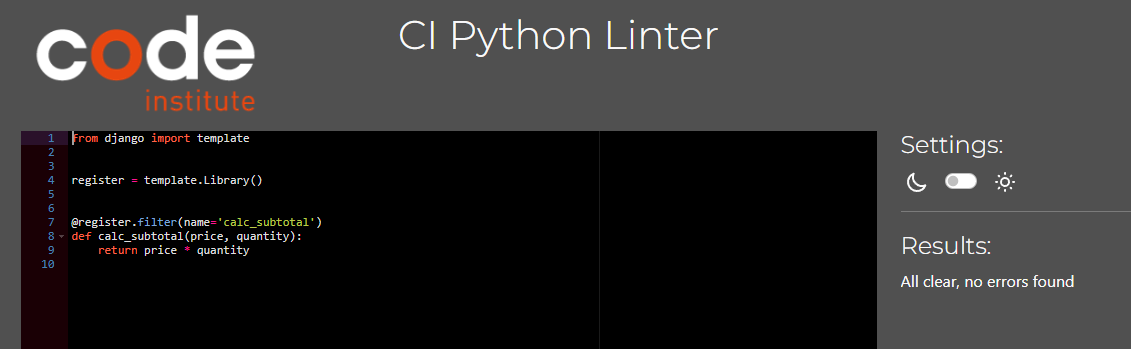 code
institute
CI Python Linter
1 from django import template
2
3
4 register = template.Library()
5
6
7 @register.filter(name='calc_subtotal')
8 def calc_subtotal(price, quantity):
9     return price * quantity
10
Settings:
Results:
All clear, no errors found